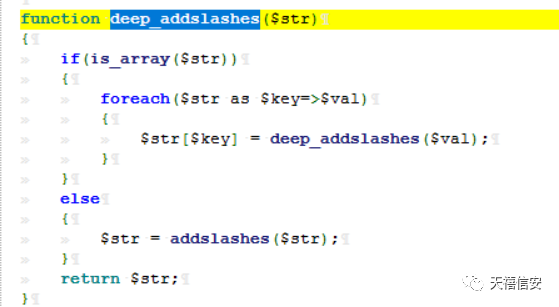 function deep_addslashes($str)
{
if(is_array($str))
{
foreach($str as $key=>$val)
{
$str[$key] = deep_addslashes($val);
}
}
else
{
$str = addslashes($str);
}
return $str;
}
天禧信安